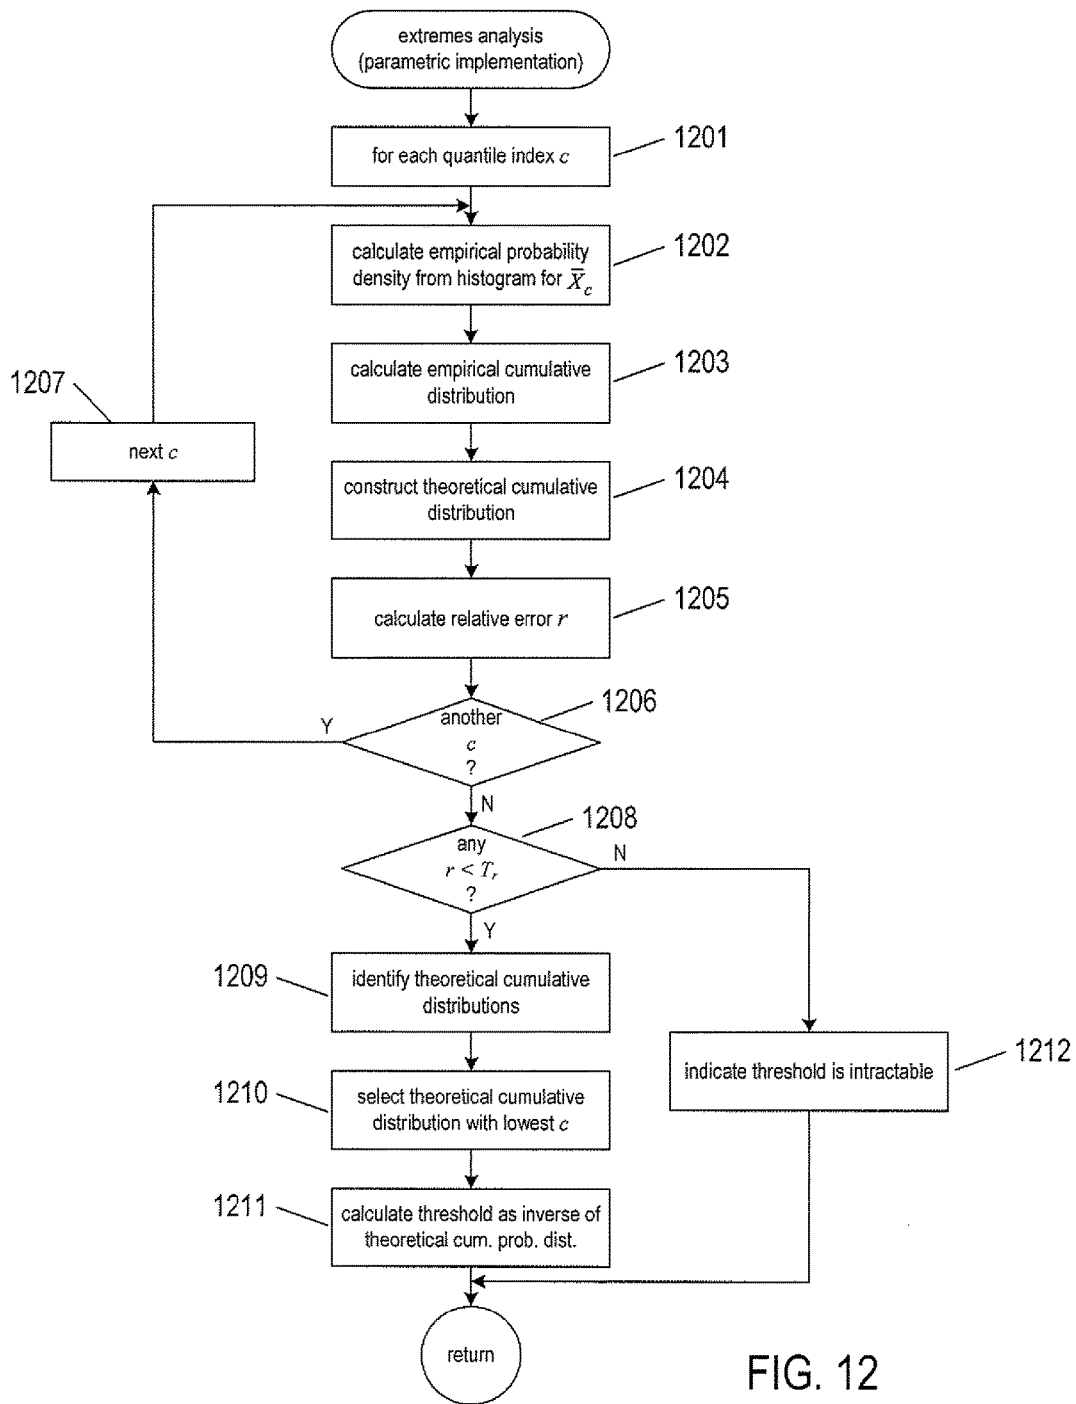 extremes analysis
(parametric implementation)
1201
for each quantile index c
1202
calculate empirical probability
density from histogram for X̄̄_c
1203
calculate empirical cumulative
distribution
1207
next c
1204
construct theoretical cumulative
distribution
1205
calculate relative error r
1206
another
c
?
Y
N
1208
any
r < T_r
?
N
Y
1209
identify theoretical cumulative
distributions
1210
select theoretical cumulative
distribution with lowest c
1212
indicate threshold is intractable
1211
calculate threshold as inverse of
theoretical cum. prob. dist.
return
FIG. 12